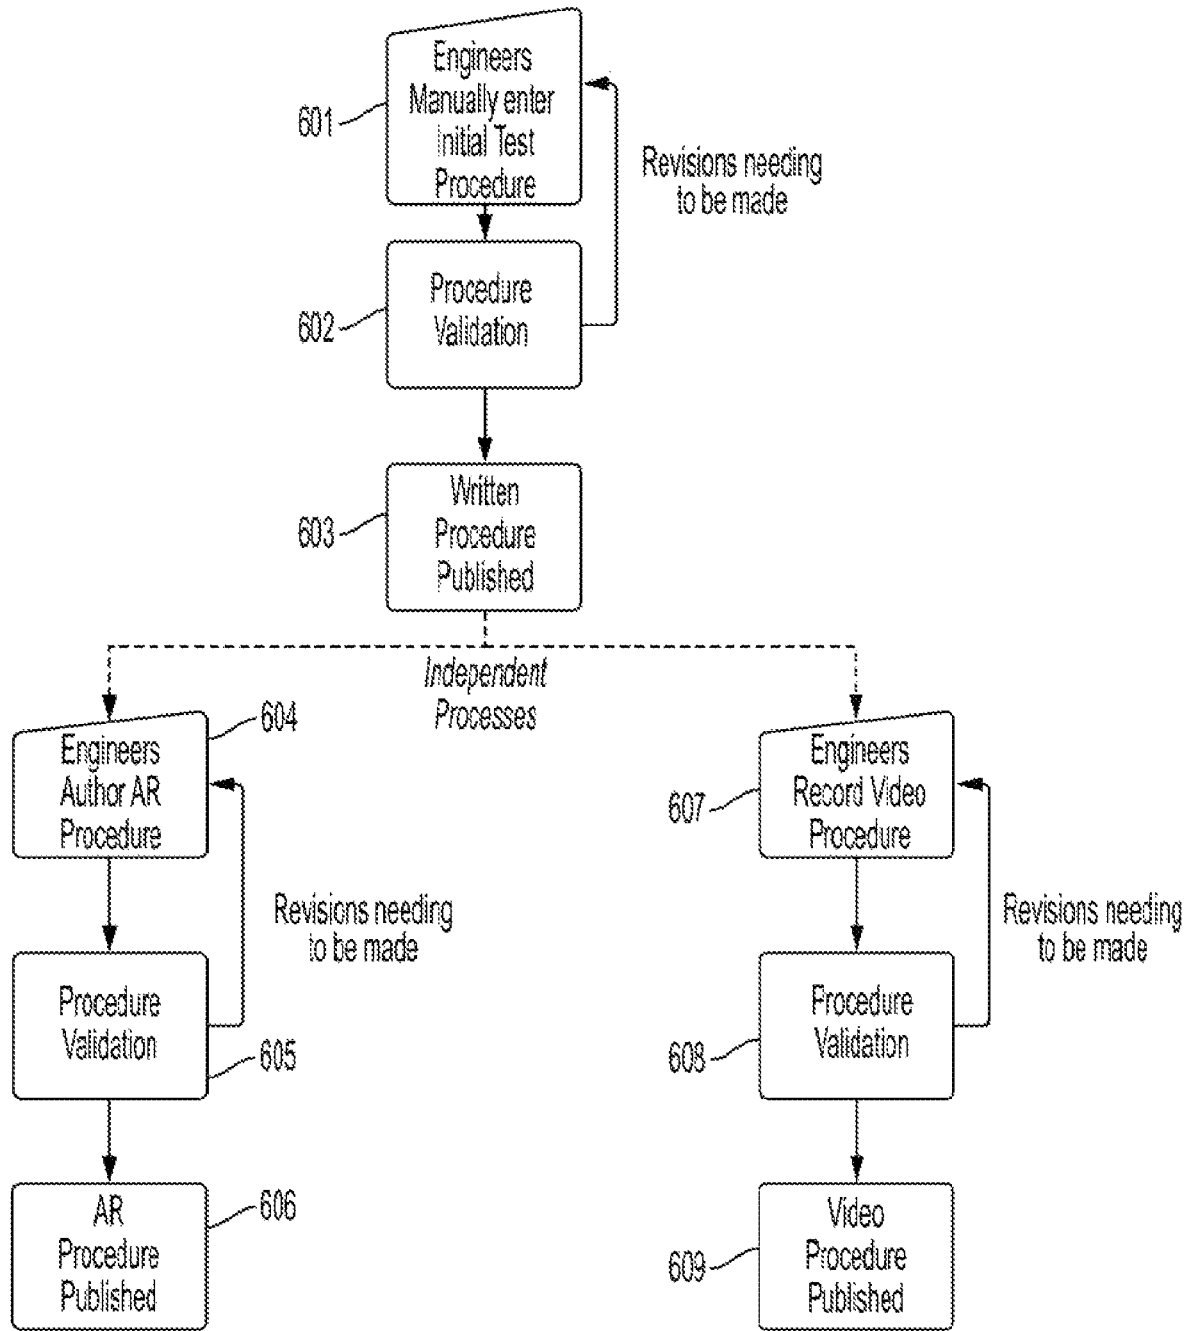 Engineers
Manually enter
Initial Test
Procedure
601
Revisions needing
to be made
Procedure
Validation
602
Written
Procedure
Published
603
Independent
Processes
Engineers
Author AR
Procedure
604
Revisions needing
to be made
Procedure
Validation
605
AR
Procedure
Published
606
Engineers
Record Video
Procedure
607
Revisions needing
to be made
Procedure
Validation
608
Video
Procedure
Published
609